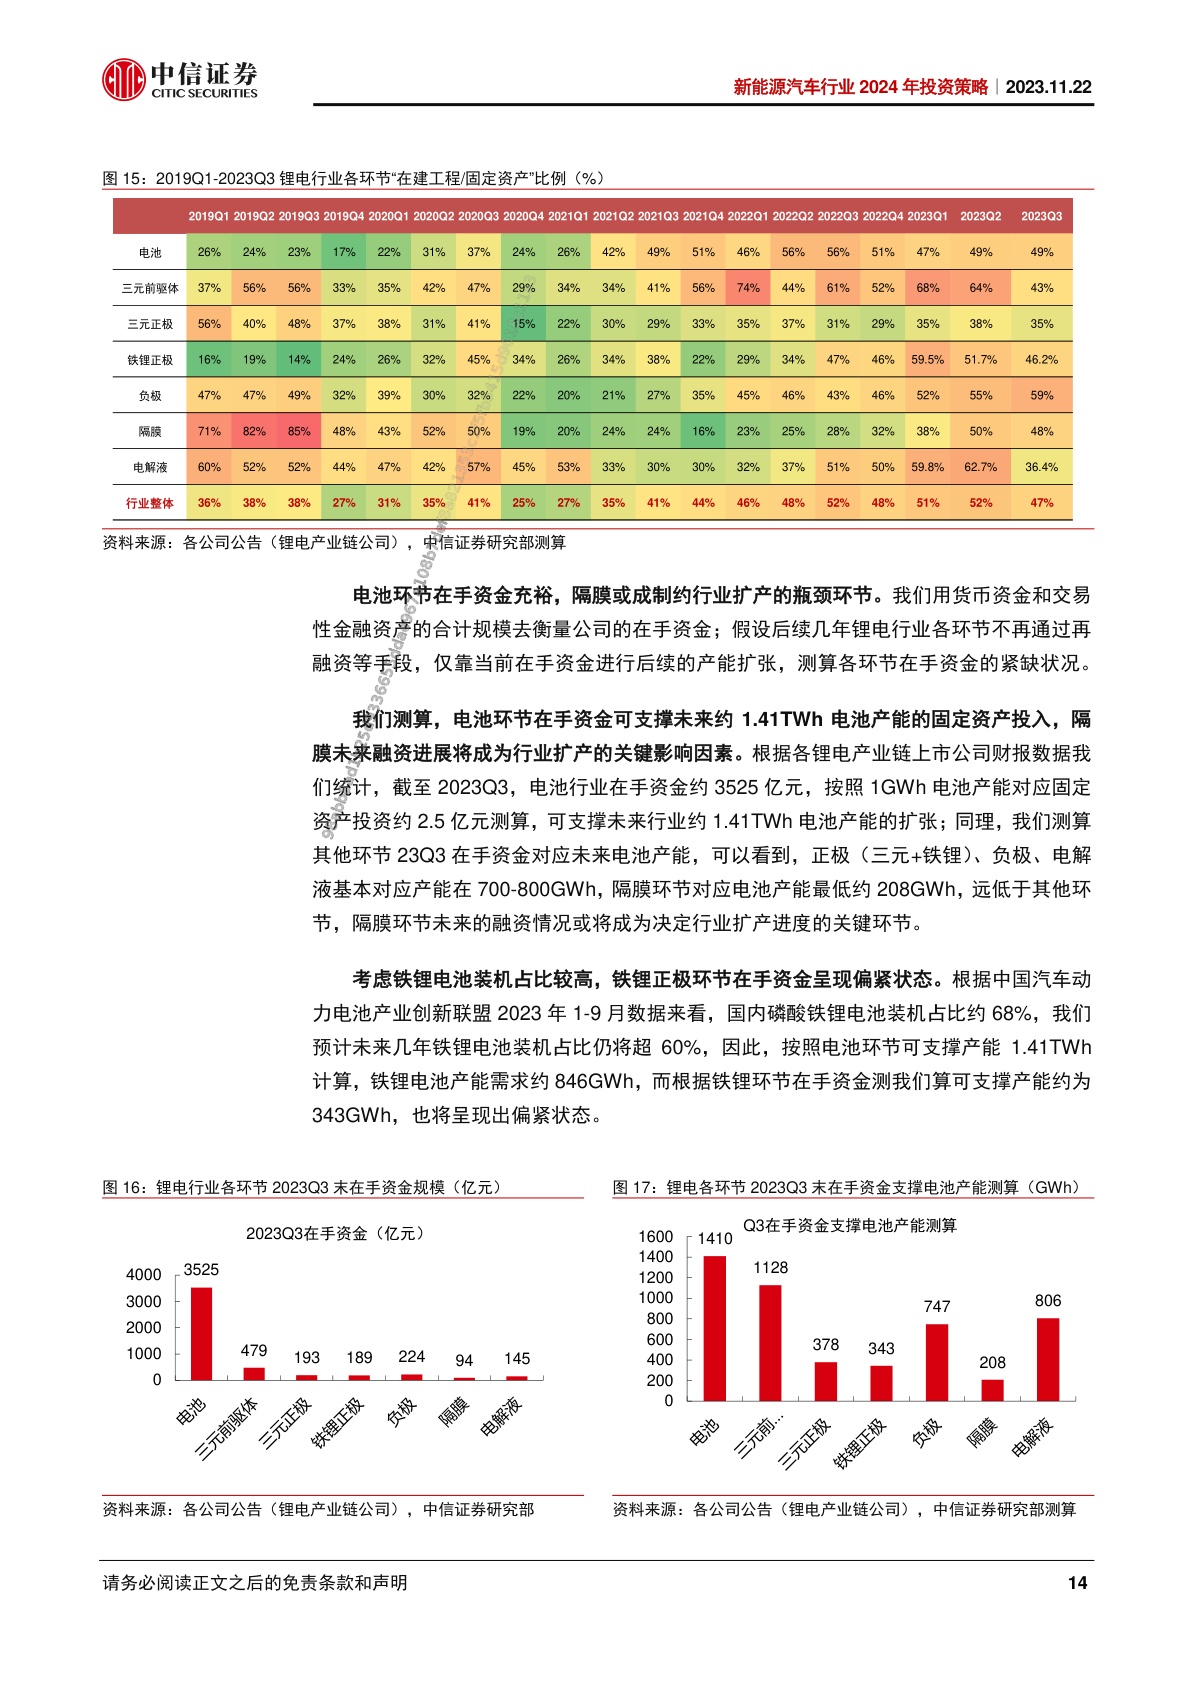 中信证券
CITIC SECURITIES
新能源汽车行业 2024 年投资策略｜2023.11.22
图 15：2019Q1-2023Q3 锂电行业各环节“在建工程/固定资产”比例（%）
2019Q1 2019Q2 2019Q3 2019Q4 2020Q1 2020Q2 2020Q3 2020Q4 2021Q1 2021Q2 2021Q3 2021Q4 2022Q1 2022Q2 2022Q3 2022Q4 2023Q1 2023Q2 2023Q3
电池 26% 24% 23% 17% 22% 31% 37% 24% 26% 42% 49% 51% 46% 56% 56% 51% 47% 49% 49%
三元前驱体 37% 56% 56% 33% 35% 42% 47% 29% 34% 34% 41% 56% 74% 44% 61% 52% 68% 64% 43%
三元正极 56% 40% 48% 37% 38% 31% 41% 15% 22% 30% 29% 33% 35% 37% 31% 29% 35% 38% 35%
铁锂正极 16% 19% 14% 24% 26% 32% 45% 34% 26% 34% 38% 22% 29% 34% 47% 46% 59.5% 51.7% 46.2%
负极 47% 47% 49% 32% 39% 30% 32% 22% 20% 21% 27% 35% 45% 46% 43% 46% 52% 55% 59%
隔膜 71% 82% 85% 48% 43% 52% 50% 19% 20% 24% 24% 16% 23% 25% 28% 32% 38% 50% 48%
电解液 60% 52% 52% 44% 47% 42% 57% 45% 53% 33% 30% 30% 32% 37% 51% 50% 59.8% 62.7% 36.4%
行业整体 36% 38% 38% 27% 31% 35% 41% 25% 27% 35% 41% 44% 46% 48% 52% 48% 51% 52% 47%
资料来源：各公司公告（锂电产业链公司），中信证券研究部测算
电池环节在手资金充裕，隔膜或成制约行业扩产的瓶颈环节。我们用货币资金和交易
性金融资产的合计规模去衡量公司的在手资金；假设后续几年锂电行业各环节不再通过再
融资等手段，仅靠当前在手资金进行后续的产能扩张，测算各环节在手资金的紧缺状况。
我们测算，电池环节在手资金可支撑未来约 1.41TWh 电池产能的固定资产投入，隔
膜未来融资进展将成为行业扩产的关键影响因素。根据各锂电产业链上市公司财报数据我
们统计，截至 2023Q3，电池行业在手资金约 3525 亿元，按照 1GWh 电池产能对应固定
资产投资约 2.5 亿元测算，可支撑未来行业约 1.41TWh 电池产能的扩张；同理，我们测算
其他环节 23Q3 在手资金对应未来电池产能，可以看到，正极（三元+铁锂）、负极、电解
液基本对应产能在 700-800GWh，隔膜环节对应电池产能最低约 208GWh，远低于其他环
节，隔膜环节未来的融资情况或将成为决定行业扩产进度的关键环节。
考虑铁锂电池装机占比较高，铁锂正极环节在手资金呈现偏紧状态。根据中国汽车动
力电池产业创新联盟 2023 年 1-9 月数据来看，国内磷酸铁锂电池装机占比约 68%，我们
预计未来几年铁锂电池装机占比仍将超 60%，因此，按照电池环节可支撑产能 1.41TWh
计算，铁锂电池产能需求约 846GWh，而根据铁锂环节在手资金测我们算可支撑产能约为
343GWh，也将呈现出偏紧状态。
图 16：锂电行业各环节 2023Q3 末在手资金规模（亿元）
2023Q3在手资金（亿元）
4000
3000
2000
1000
0
3525
479
193
189
224
94
145
电池
三元前驱体
三元正极
铁锂正极
负极
隔膜
电解液
资料来源：各公司公告（锂电产业链公司），中信证券研究部
图 17：锂电各环节 2023Q3 末在手资金支撑电池产能测算（GWh）
Q3在手资金支撑电池产能测算
1600
1400
1200
1000
800
600
400
200
0
1410
1128
378
343
747
208
806
电池
三元前...
三元正极
铁锂正极
负极
隔膜
电解液
资料来源：各公司公告（锂电产业链公司），中信证券研究部测算
请务必阅读正文之后的免责条款和声明
14